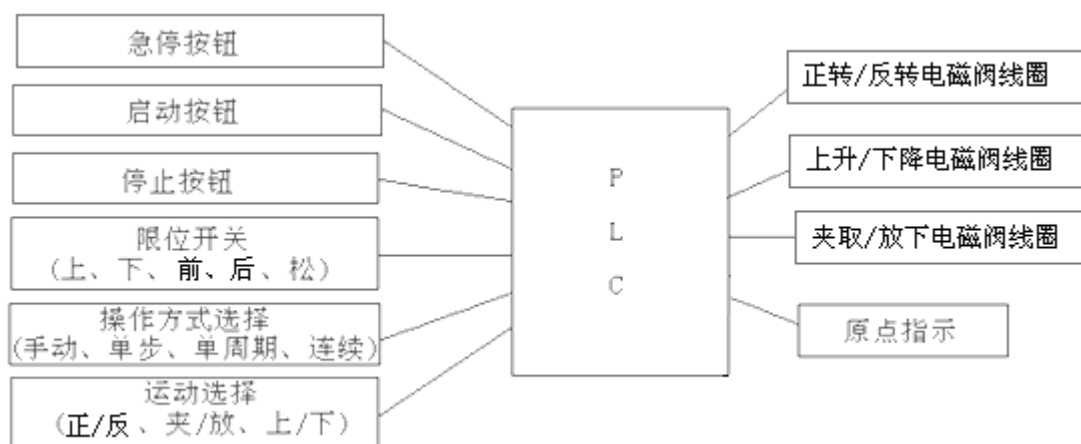 急停按钮
启动按钮
停止按钮
限位开关
(上、下、前、后、松)
操作方式选择
(手动、单步、单周期、连续)
运动选择
(正/反、夹/放、上/下)
P
L
C
正转/反转电磁阀线圈
上升/下降电磁阀线圈
夹取/放下电磁阀线圈
原点指示